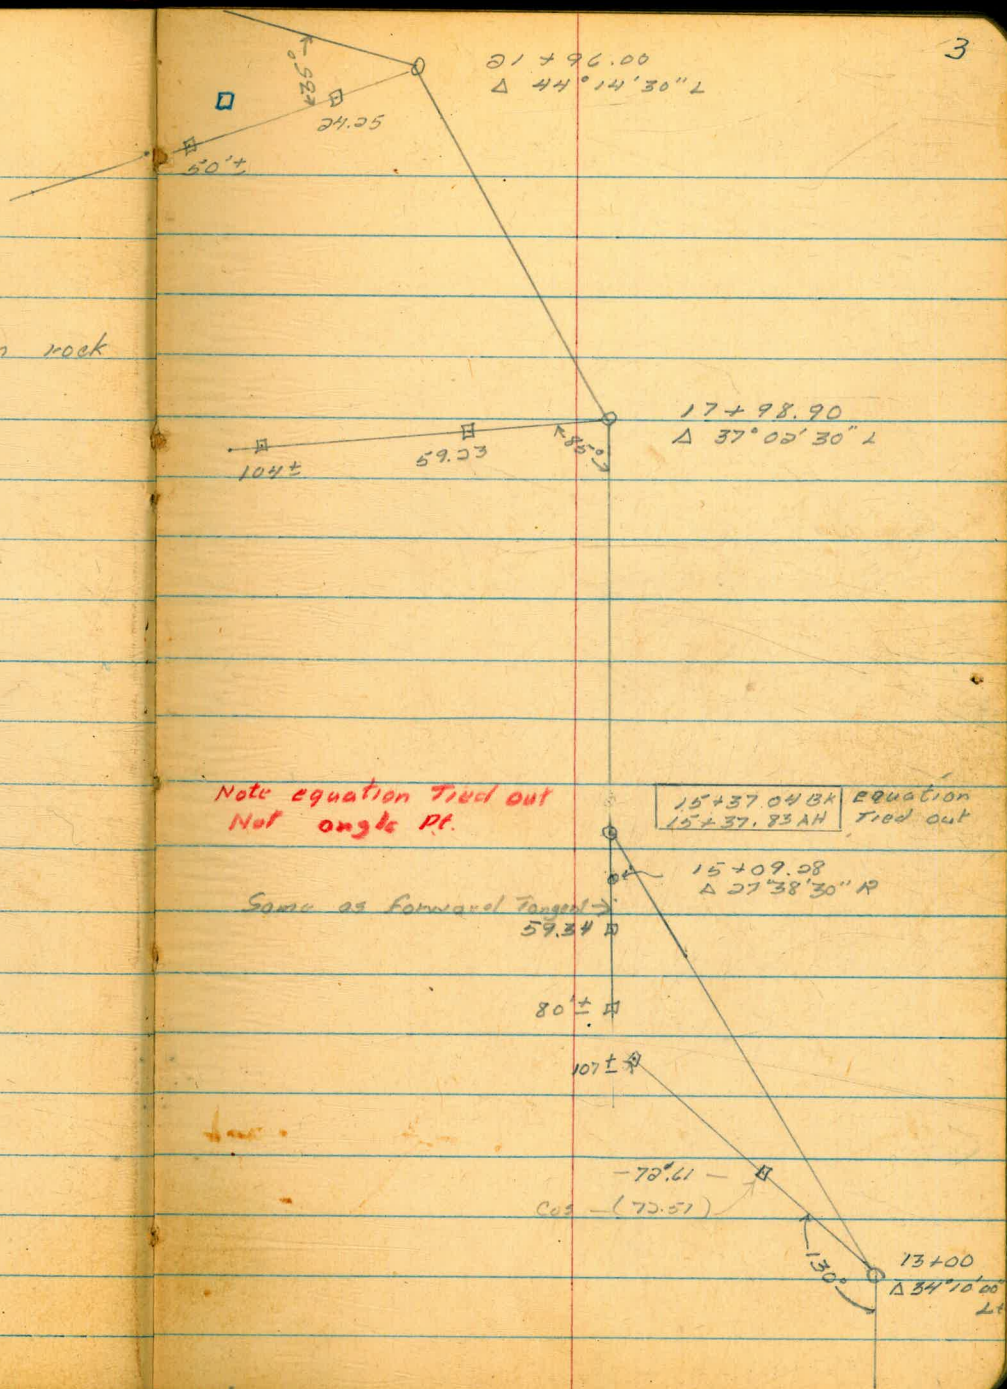 3
21+96.00
Δ 44°14'30" L
35°
24.25
50'±
rock
17+98.90
Δ 37°02'30" L
85°
59.23
104±
Note equation Tied out
Not angle Pt.
15+37.04 BK
15+37.83 AH
Equation
Tied out
15+09.28
Δ 27°38'30" R
Same as forward Tangent →
59.34
80'±
107±
-72.61-
Cos -(72.57)
130°
13+00
Δ 34°10'00"
Lt